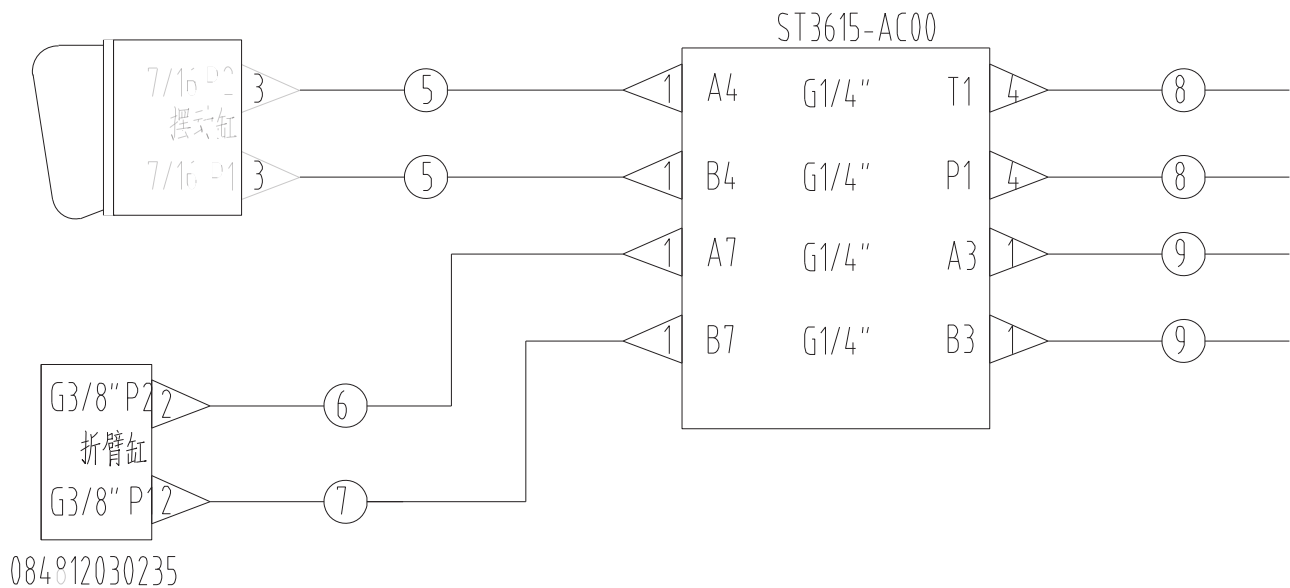 ST3615-AC00
7/16 P2 3 5 1 A4 G1/4" T1 4 8
摆动缸
7/16 P1 3 5 1 B4 G1/4" P1 4 8
1 A7 G1/4" A3 1 9
1 B7 G1/4" B3 1 9
G3/8" P2 2 6
折臂缸
G3/8" P1 2 7
084812030235